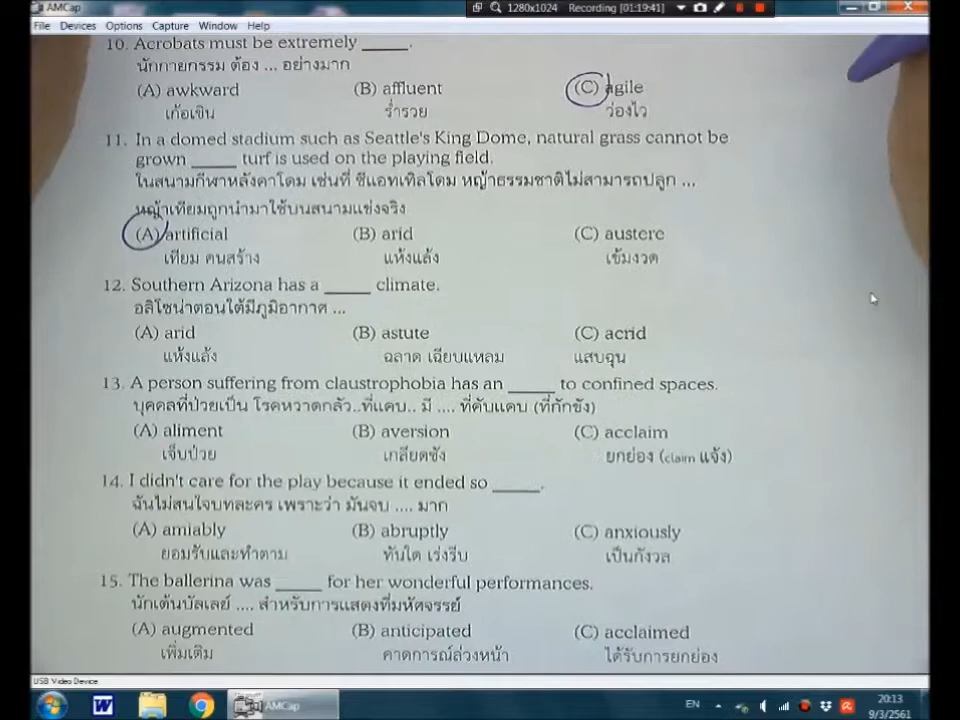 AMCap
1280x1024 Recording [01:19:41]
File Devices Options Capture Window Help
10. Acrobats must be extremely _____.
นักกายกรรม ต้อง ... อย่างมาก
(A) awkward (B) affluent (C) agile
เก้อเขิน ร่ำรวย ว่องไว
11. In a domed stadium such as Seattle's King Dome, natural grass cannot be
grown _____ turf is used on the playing field.
ในสนามกีฬาหลังคาโดม เช่นที่ ซีแอทเทิลโดม หญ้าธรรมชาติไม่สามารถปลูก ...
หญ้าเทียมถูกนำมาใช้บนสนามแข่งจริง
(A) artificial (B) arid (C) austere
เทียม คนสร้าง แห้งแล้ง เข้มงวด
12. Southern Arizona has a _____ climate.
อลิโซน่าตอนใต้มีภูมิอากาศ ...
(A) arid (B) astute (C) acrid
แห้งแล้ง ฉลาด เฉียบแหลม แสบฉุน
13. A person suffering from claustrophobia has an _____ to confined spaces.
บุคคลที่ป่วยเป็น โรคหวาดกลัว..ที่แคบ.. มี .... ที่คับแคบ (ที่กักขัง)
(A) aliment (B) aversion (C) acclaim
เจ็บป่วย เกลียดชัง ยกย่อง (claim แจ้ง)
14. I didn't care for the play because it ended so _____.
ฉันไม่สนใจบทละคร เพราะว่า มันจบ .... มาก
(A) amiably (B) abruptly (C) anxiously
ยอมรับและทำตาม ทันใด เร่งรีบ เป็นกังวล
15. The ballerina was _____ for her wonderful performances.
นักเต้นบัลเลย์ .... สำหรับการแสดงที่มหัศจรรย์
(A) augmented (B) anticipated (C) acclaimed
เพิ่มเติม คาดการณ์ล่วงหน้า ได้รับการยกย่อง
USB Video Device
AMCap
EN
20:13
9/3/2561